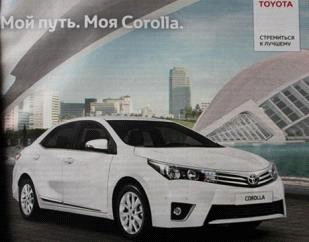 Мой путь. Моя Corolla.
TOYOTA
СТРЕМИТЬСЯ
К ЛУЧШЕМУ
COROLLA